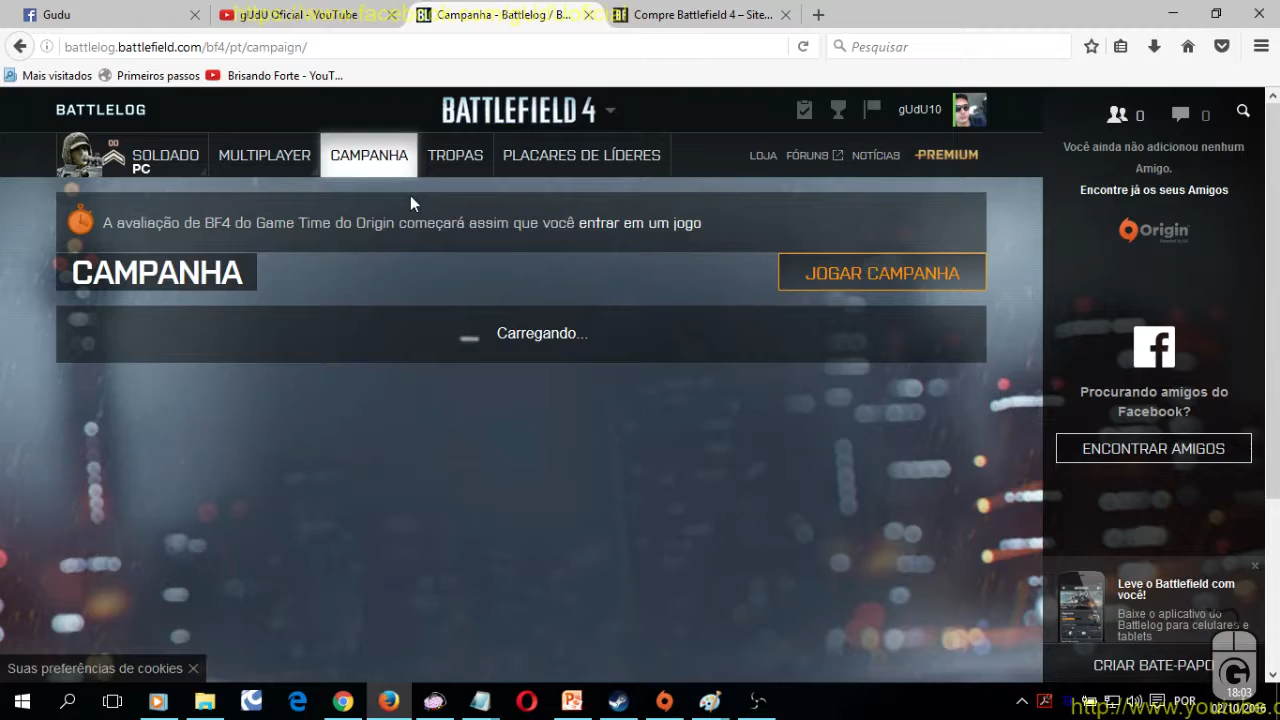 Gudu
gUdU Oficial - YouTube
Campanha - Battlelog / B...
Compre Battlefield 4 – Site...
battlelog.battlefield.com/bf4/pt/campaign/
Pesquisar
Mais visitados
Primeiros passos
Brisando Forte - YouT...
BATTLELOG
BATTLEFIELD 4
gUdU10
0
0
00
SOLDADO
PC
MULTIPLAYER
CAMPANHA
TROPAS
PLACARES DE LÍDERES
LOJA
FÓRUNS
NOTÍCIAS
PREMIUM
Você ainda não adicionou nenhum
Amigo.
Encontre já os seus Amigos
Origin
A avaliação de BF4 do Game Time do Origin começará assim que você entrar em um jogo
CAMPANHA
JOGAR CAMPANHA
Carregando...
Procurando amigos do
Facebook?
ENCONTRAR AMIGOS
Leve o Battlefield com
você!
Baixe o aplicativo do
Battlelog para celulares e
tablets
CRIAR BATE-PAPO
Suas preferências de cookies
POR
18:03
02/10/2016